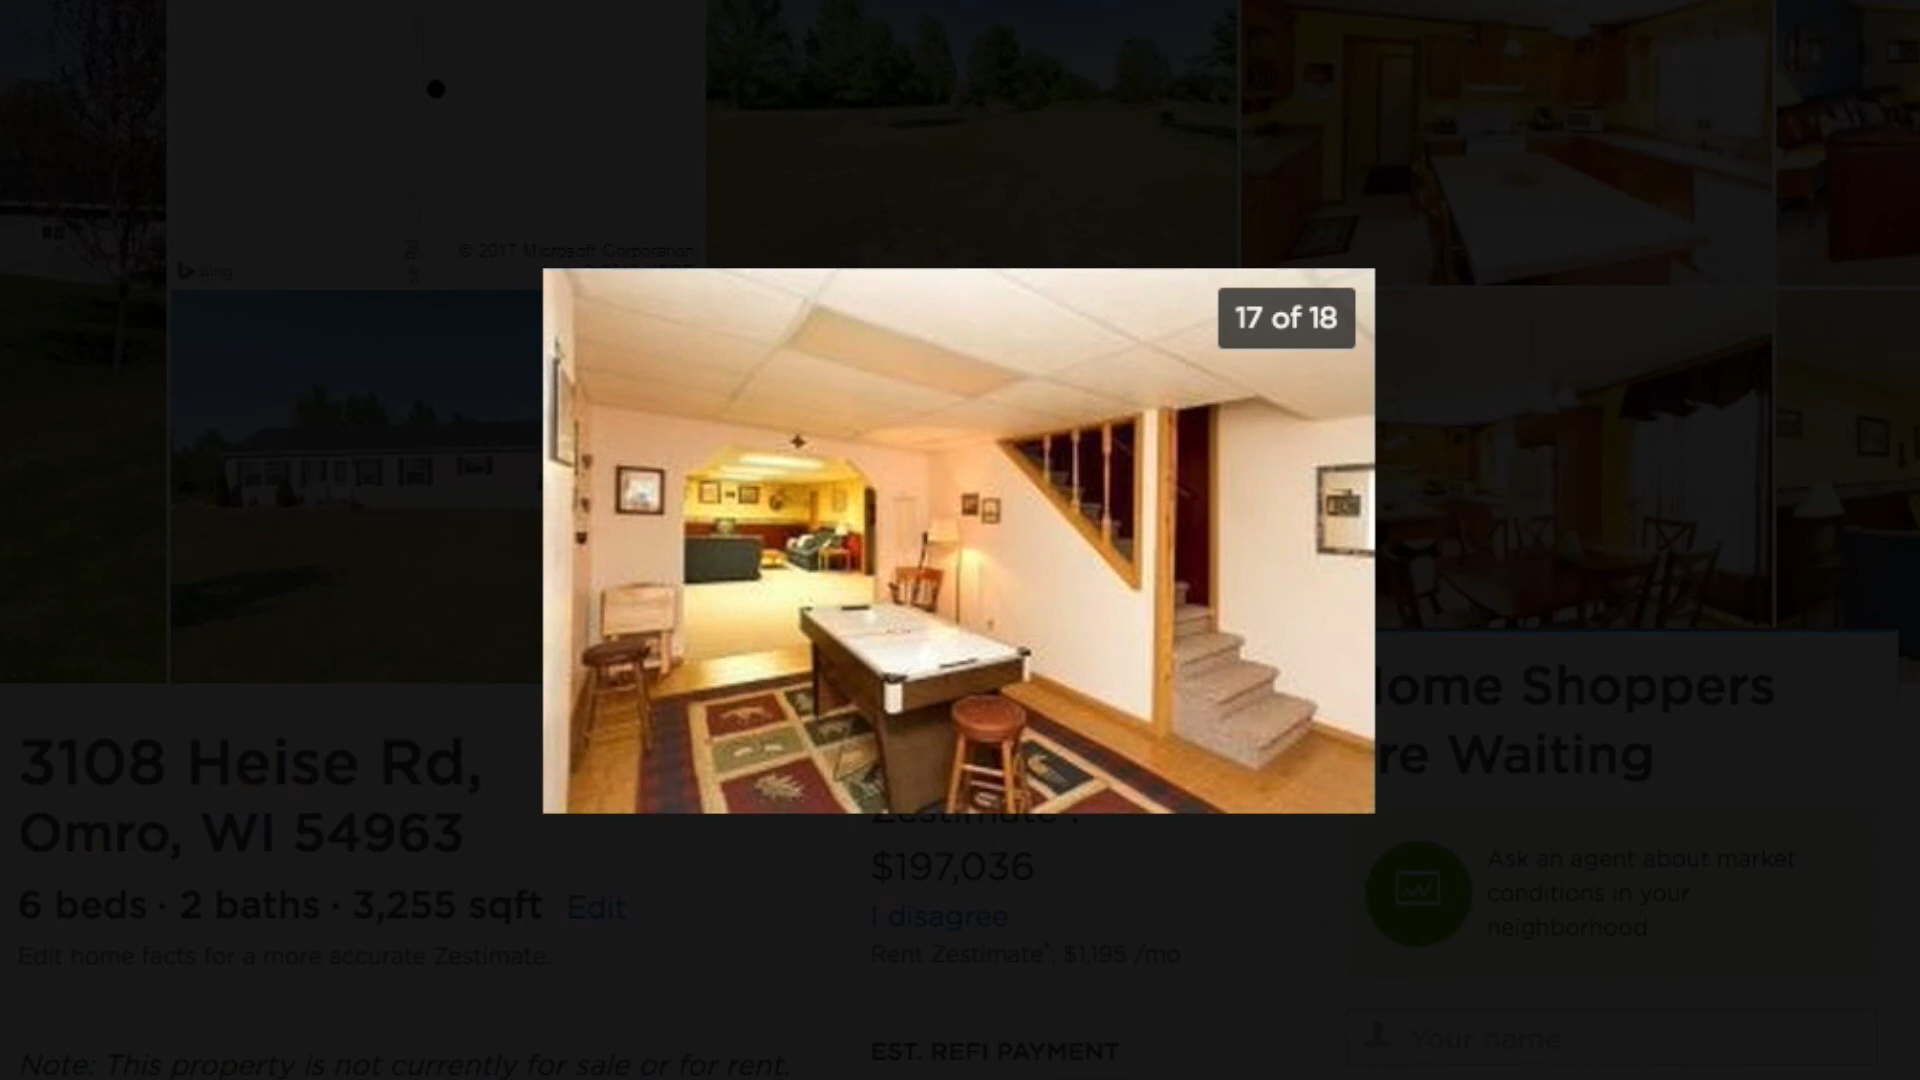 © 2017 Microsoft Corporation
bing
17 of 18
Home Shoppers
re Waiting
3108 Heise Rd,
Omro, WI 54963
6 beds · 2 baths · 3,255 sqft Edit
Edit home facts for a more accurate Zestimate.
Note: This property is not currently for sale or for rent.
Zestimate®:
$197,036
I disagree
Rent Zestimate®: $1,195 /mo
EST. REFI PAYMENT
Ask an agent about market
conditions in your
neighborhood.
Your name